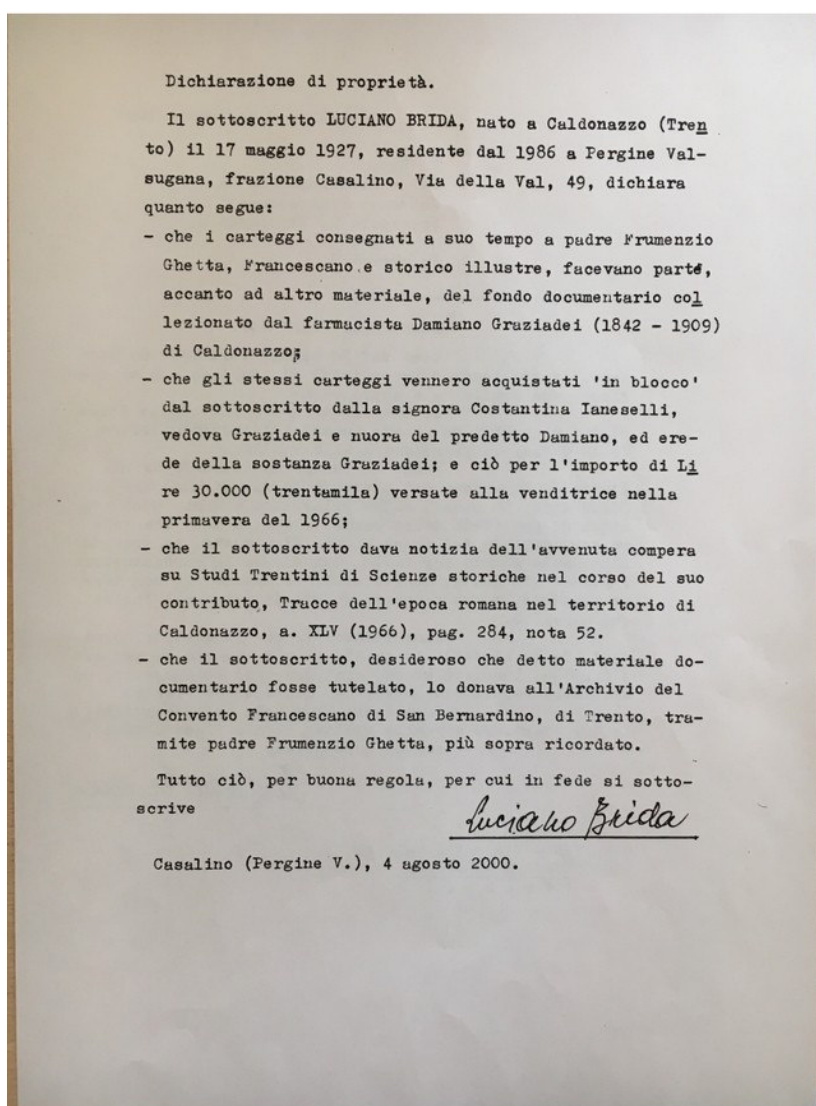 Dichiarazione di proprietà.
Il sottoscritto LUCIANO BRIDA, nato a Caldonazzo (Tren
to) il 17 maggio 1927, residente dal 1986 a Pergine Val-
sugana, frazione Casalino, Via della Val, 49, dichiara
quanto segue:
- che i carteggi consegnati a suo tempo a padre Frumenzio
Ghetta, Francescano e storico illustre, facevano parte,
accanto ad altro materiale, del fondo documentario col
lezionato dal farmacista Damiano Graziadei (1842 - 1909)
di Caldonazzo;
- che gli stessi carteggi vennero acquistati 'in blocco'
dal sottoscritto dalla signora Costantina Ianeselli,
vedova Graziadei e nuora del predetto Damiano, ed ere-
de della sostanza Graziadei; e ciò per l'importo di Li
re 30.000 (trentamila) versate alla venditrice nella
primavera del 1966;
- che il sottoscritto dava notizia dell'avvenuta compera
su Studi Trentini di Scienze storiche nel corso del suo
contributo, Tracce dell'epoca romana nel territorio di
Caldonazzo, a. XLV (1966), pag. 284, nota 52.
- che il sottoscritto, desideroso che detto materiale do-
cumentario fosse tutelato, lo donava all'Archivio del
Convento Francescano di San Bernardino, di Trento, tra-
mite padre Frumenzio Ghetta, più sopra ricordato.
Tutto ciò, per buona regola, per cui in fede si sotto-
scrive
Luciano Brida
Casalino (Pergine V.), 4 agosto 2000.